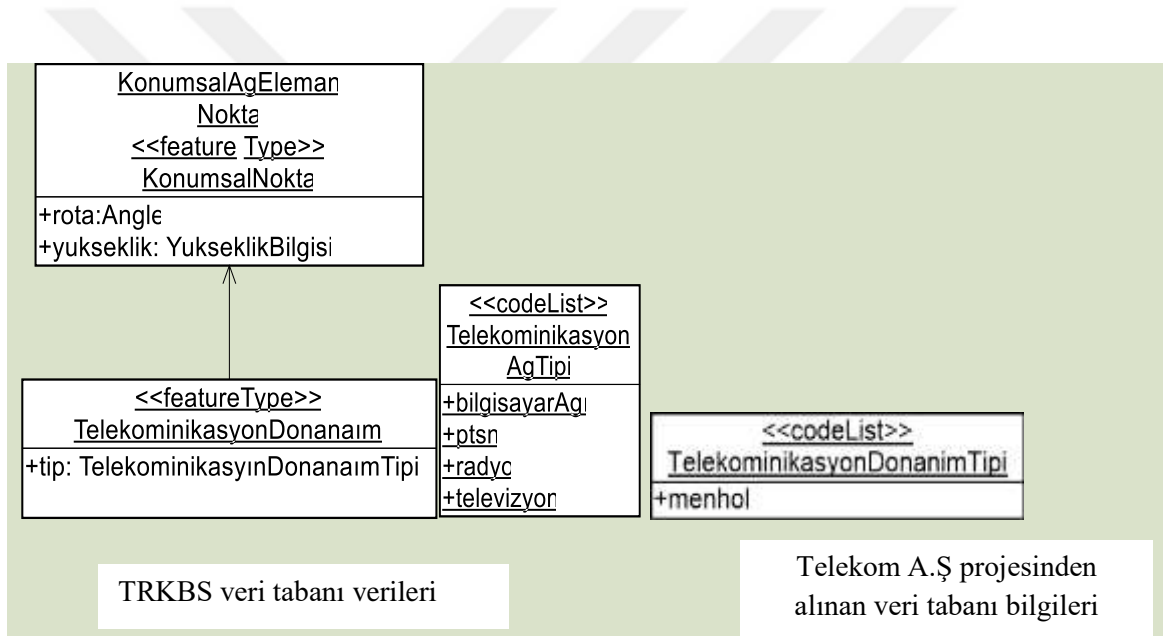 KonumsalAgEleman
Nokta
<<feature Type>>
KonumsalNokta
+rota:Angle
+yukseklik: YukseklikBilgisi
<<featureType>>
TelekominikasyonDonanaım
+tip: TelekominikasyınDonanaımTipi
<<codeList>>
Telekominikasyon
AgTipi
+bilgisayarAgı
+ptsn
+radyo
+televizyon
<<codeList>>
TelekominikasyonDonanimTipi
+menhol
TRKBS veri tabanı verileri
Telekom A.Ş projesinden
alınan veri tabanı bilgileri